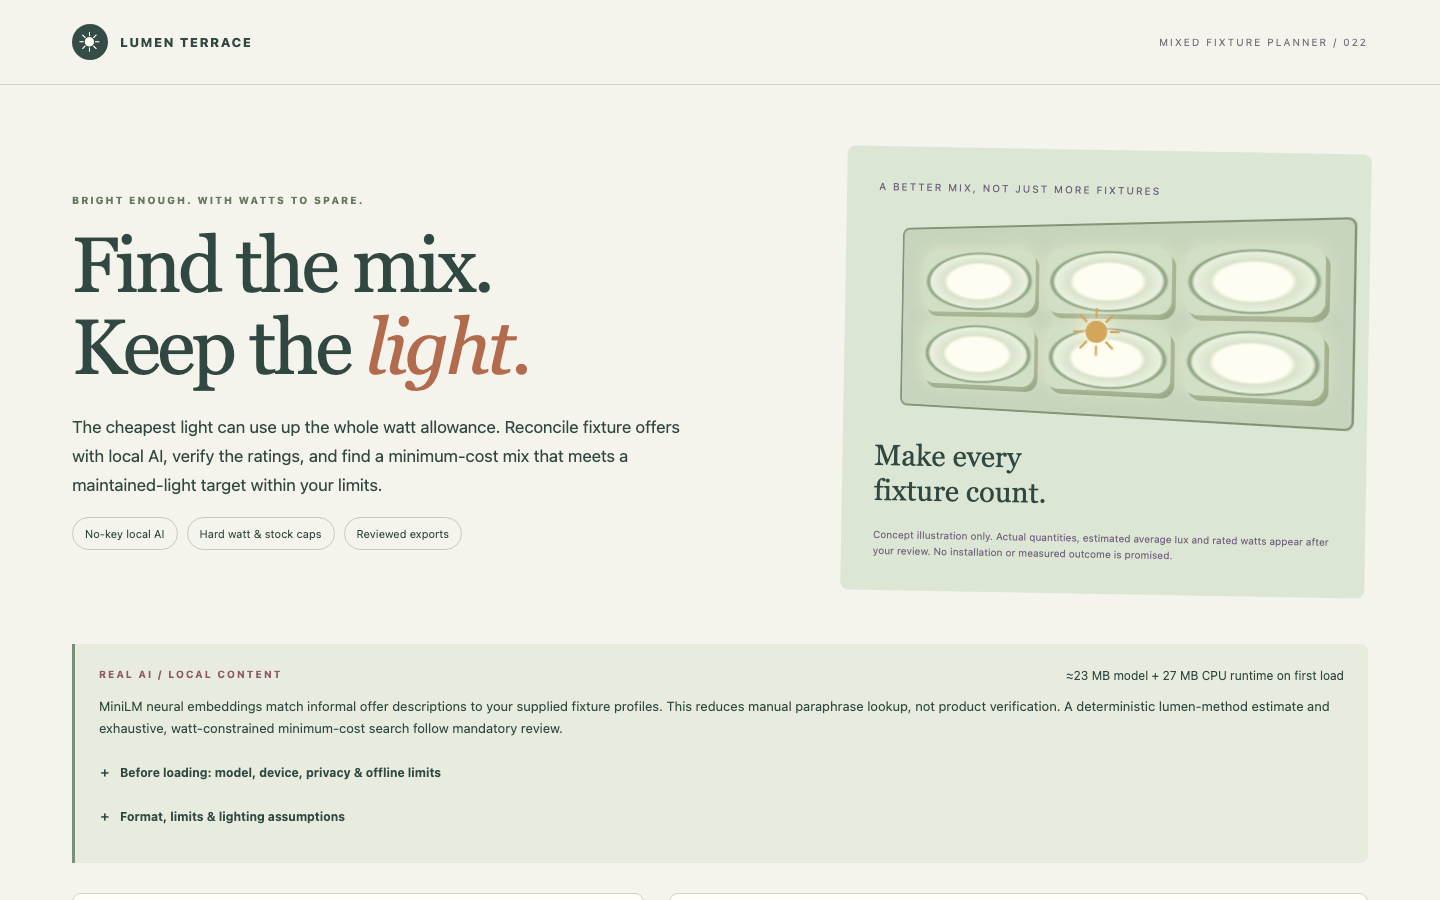 LUMEN TERRACE
MIXED FIXTURE PLANNER / 022
BRIGHT ENOUGH. WITH WATTS TO SPARE.
Find the mix.
Keep the light.
The cheapest light can use up the whole watt allowance. Reconcile fixture offers
with local AI, verify the ratings, and find a minimum-cost mix that meets a
maintained-light target within your limits.
No-key local AI
Hard watt & stock caps
Reviewed exports
A BETTER MIX, NOT JUST MORE FIXTURES
Make every
fixture count.
Concept illustration only. Actual quantities, estimated average lux and rated watts appear after
your review. No installation or measured outcome is promised.
REAL AI / LOCAL CONTENT
≈23 MB model + 27 MB CPU runtime on first load
MiniLM neural embeddings match informal offer descriptions to your supplied fixture profiles. This reduces manual paraphrase lookup, not product verification. A deterministic lumen-method estimate and
exhaustive, watt-constrained minimum-cost search follow mandatory review.
+ Before loading: model, device, privacy & offline limits
+ Format, limits & lighting assumptions